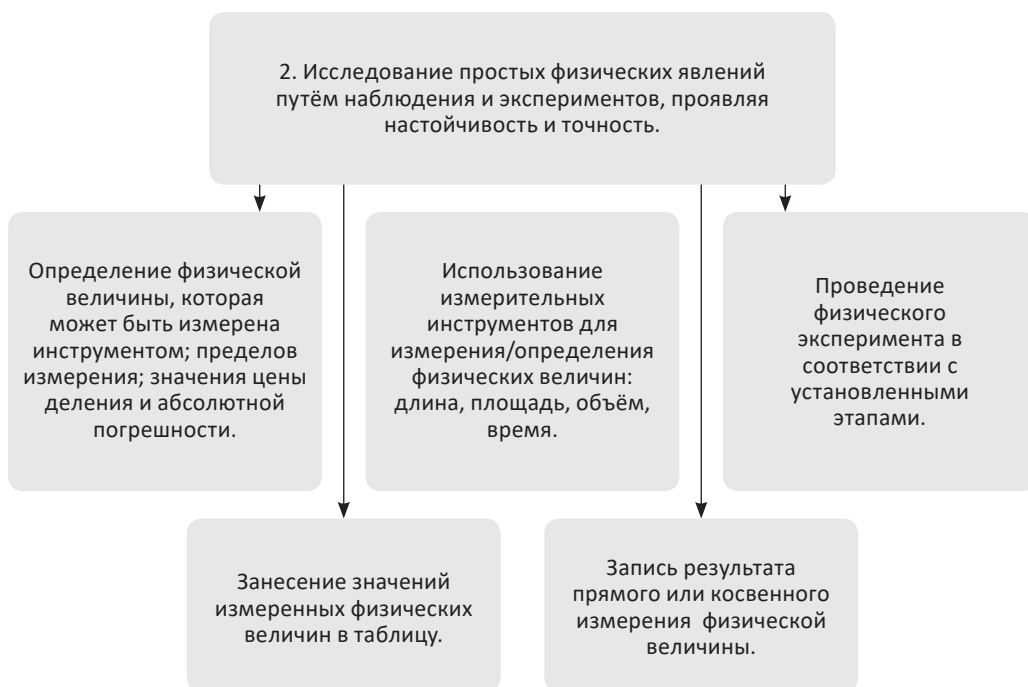 2. Исследование простых физических явлений
путём наблюдения и экспериментов, проявляя
настойчивость и точность.
Определение физической
величины, которая
может быть измерена
инструментом; пределов
измерения; значения цены
деления и абсолютной
погрешности.
Использование
измерительных
инструментов для
измерения/определения
физических величин:
длина, площадь, объём,
время.
Проведение
физического
эксперимента в
соответствии с
установленными
этапами.
Занесение значений
измеренных физических
величин в таблицу.
Запись результата
прямого или косвенного
измерения физической
величины.